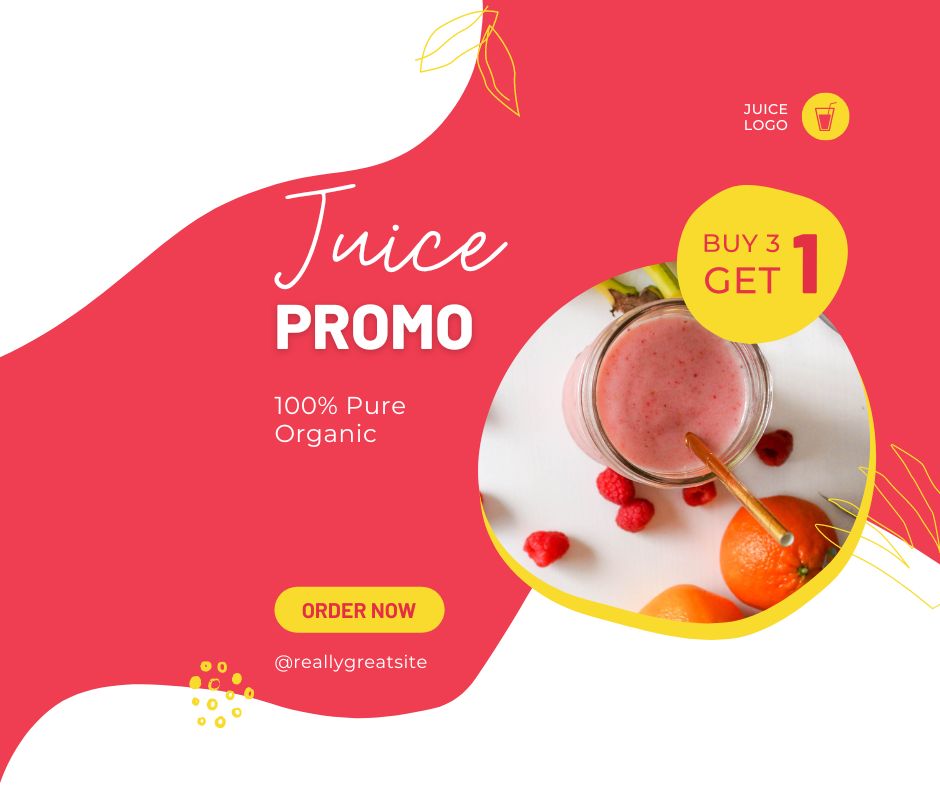 JUICE
LOGO
Juice
PROMO
BUY 3
GET 1
100% Pure
Organic
ORDER NOW
@reallygreatsite